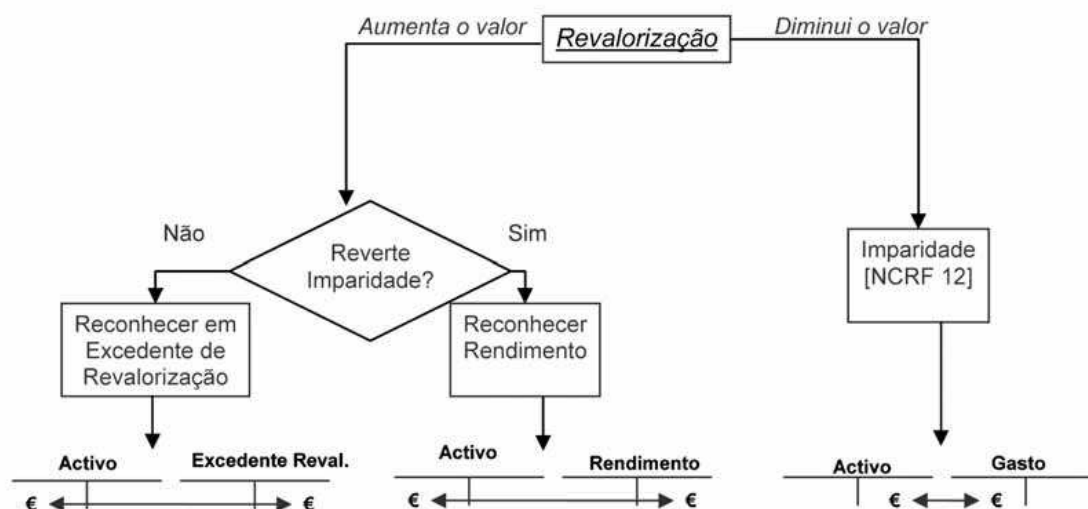 Aumenta o valor
Revalorização
Diminui o valor
Não
Sim
Reverte
Imparidade?
Imparidade
[NCRF 12]
Reconhecer em
Excedente de
Revalorização
Reconhecer
Rendimento
Activo
Excedente Reval.
Activo
Rendimento
Activo
Gasto
€
€
€
€
€
€